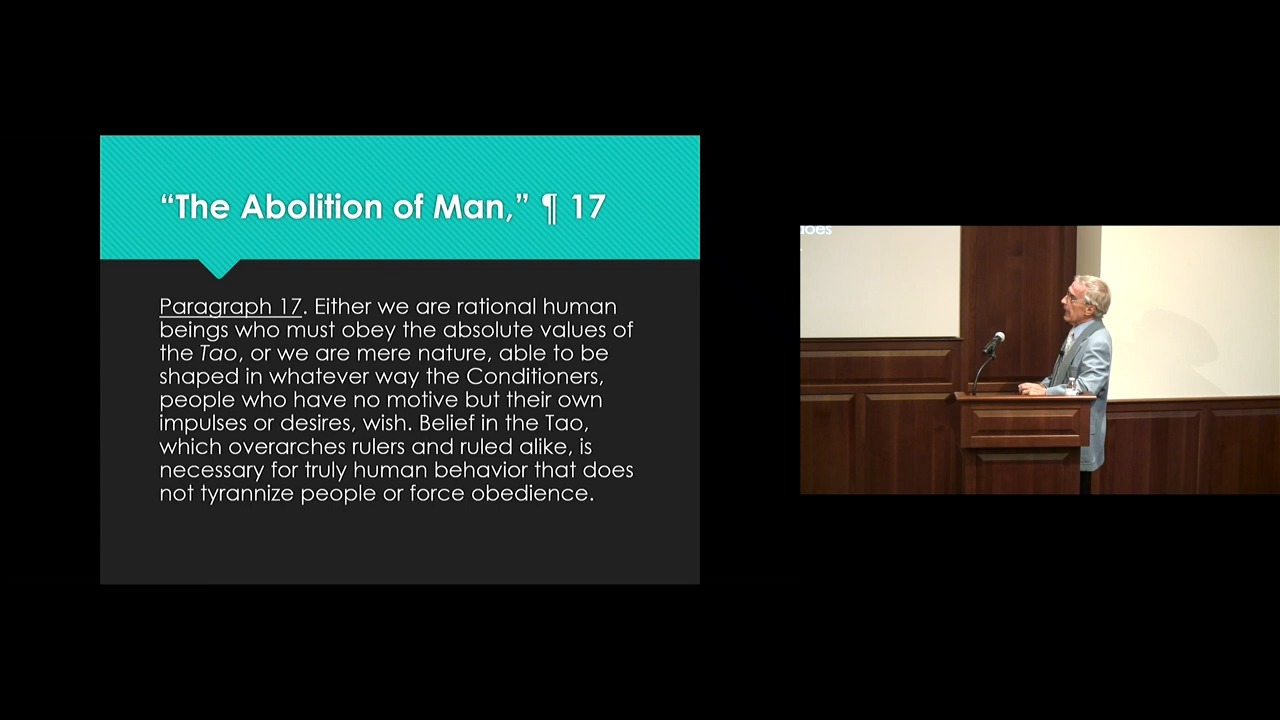 “The Abolition of Man,” ¶ 17
Paragraph 17. Either we are rational human
beings who must obey the absolute values of
the Tao, or we are mere nature, able to be
shaped in whatever way the Conditioners,
people who have no motive but their own
impulses or desires, wish. Belief in the Tao,
which overarches rulers and ruled alike, is
necessary for truly human behavior that does
not tyrannize people or force obedience.
does